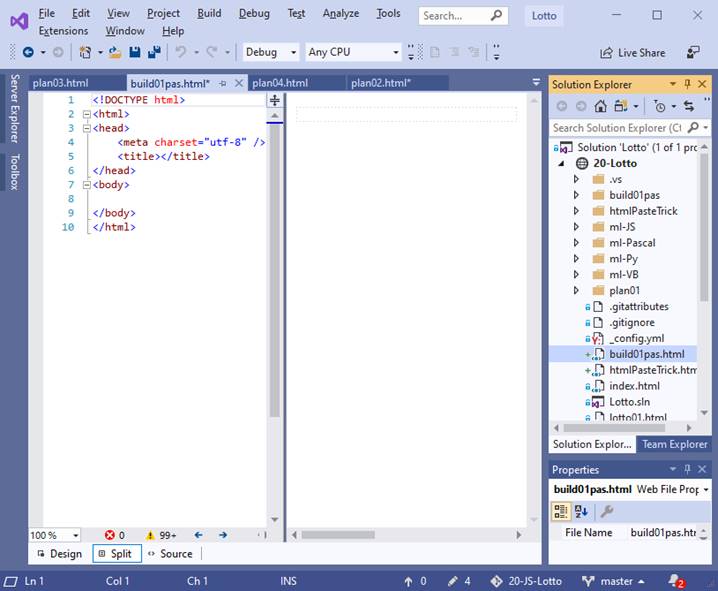 File Edit View Project Build Debug Test Analyze Tools Search... Lotto
Extensions Window Help
Debug Any CPU Live Share
Server Explorer
Toolbox
plan03.html build01pas.html* plan04.html plan02.html*
1 <!DOCTYPE html>
2 <html>
3 <head>
4 <meta charset="utf-8" />
5 <title></title>
6 </head>
7 <body>
8
9 </body>
10 </html>
100 % 0 99+
Design Split Source
Solution Explorer
Search Solution Explorer (Ct
Solution 'Lotto' (1 of 1 pro
20-Lotto
.vs
build01pas
htmlPasteTrick
ml-JS
ml-Pascal
ml-Py
ml-VB
plan01
.gitattributes
.gitignore
_config.yml
build01pas.html
htmlPasteTrick.htm
index.html
Lotto.sln
lotto01.html
Solution Explor... Team Explorer
Properties
build01pas.html Web File Prop
File Name build01pas.htr
Ln 1 Col 1 Ch 1 INS 0 4 20-JS-Lotto master 2